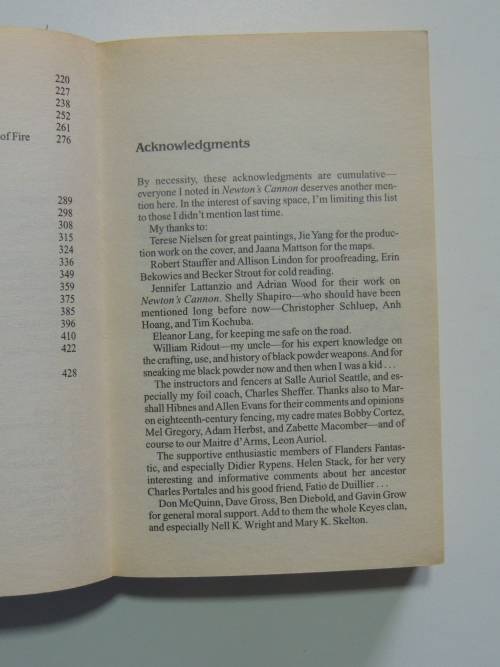 220
227
238
252
261
of Fire 276
289
298
308
315
324
336
349
359
375
385
396
410
422
428
Acknowledgments
By necessity, these acknowledgments are cumulative—
everyone I noted in Newton's Cannon deserves another men-
tion here. In the interest of saving space, I'm limiting this list
to those I didn't mention last time.
My thanks to:
Terese Nielsen for great paintings, Jie Yang for the produc-
tion work on the cover, and Jaana Mattson for the maps.
Robert Stauffer and Allison Lindon for proofreading, Erin
Bekowies and Becker Strout for cold reading.
Jennifer Lattanzio and Adrian Wood for their work on
Newton's Cannon. Shelly Shapiro—who should have been
mentioned long before now—Christopher Schluep, Anh
Hoang, and Tim Kochuba.
Eleanor Lang, for keeping me safe on the road.
William Ridout—my uncle—for his expert knowledge on
the crafting, use, and history of black powder weapons. And for
sneaking me black powder now and then when I was a kid . . .
The instructors and fencers at Salle Auriol Seattle, and es-
pecially my foil coach, Charles Sheffer. Thanks also to Mar-
shall Hibnes and Allen Evans for their comments and opinions
on eighteenth-century fencing, my cadre mates Bobby Cortez,
Mel Gregory, Adam Herbst, and Zabette Macomber—and of
course to our Maitre d'Arms, Leon Auriol.
The supportive enthusiastic members of Flanders Fantas-
tic, and especially Didier Rypens. Helen Stack, for her very
interesting and informative comments about her ancestor
Charles Portales and his good friend, Fatio de Duillier . . .
Don McQuinn, Dave Gross, Ben Diebold, and Gavin Grow
for general moral support. Add to them the whole Keyes clan,
and especially Nell K. Wright and Mary K. Skelton.